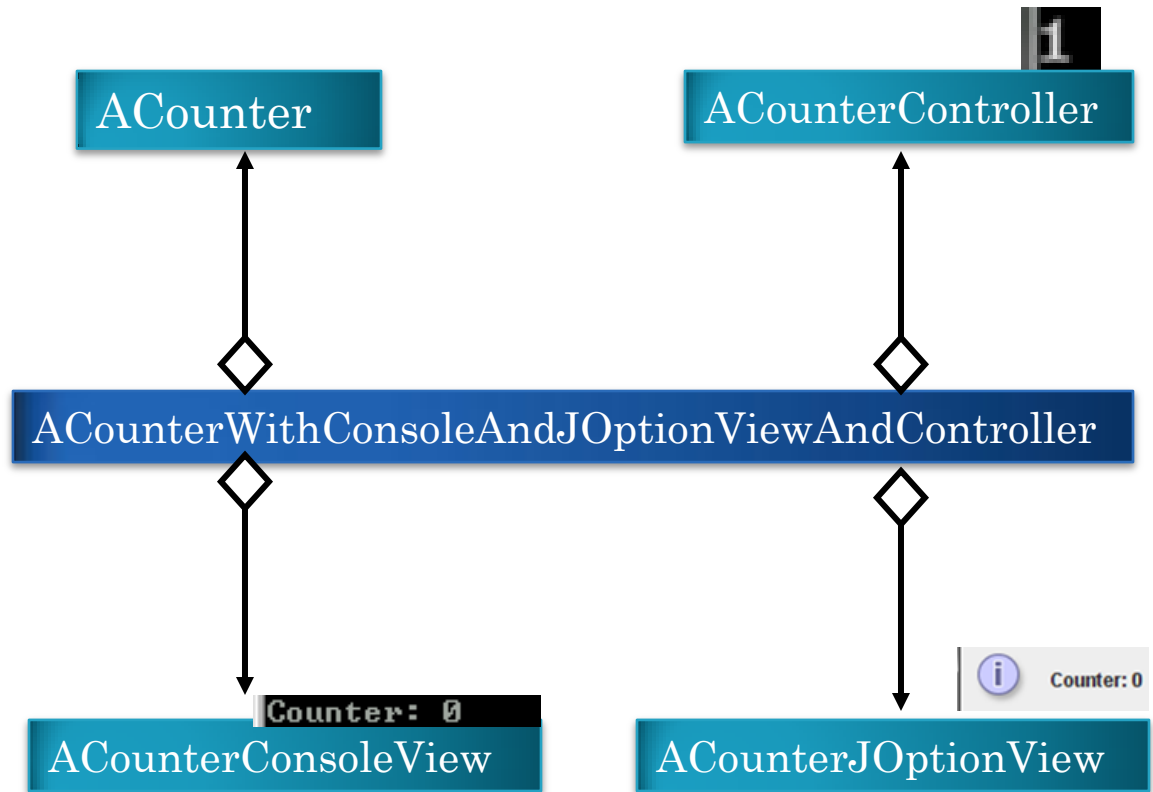 1
ACounter
ACounterController
ACounterWithConsoleAndJOptionViewAndController
i
Counter: 0
Counter: 0
ACounterConsoleView
ACounterJOptionView